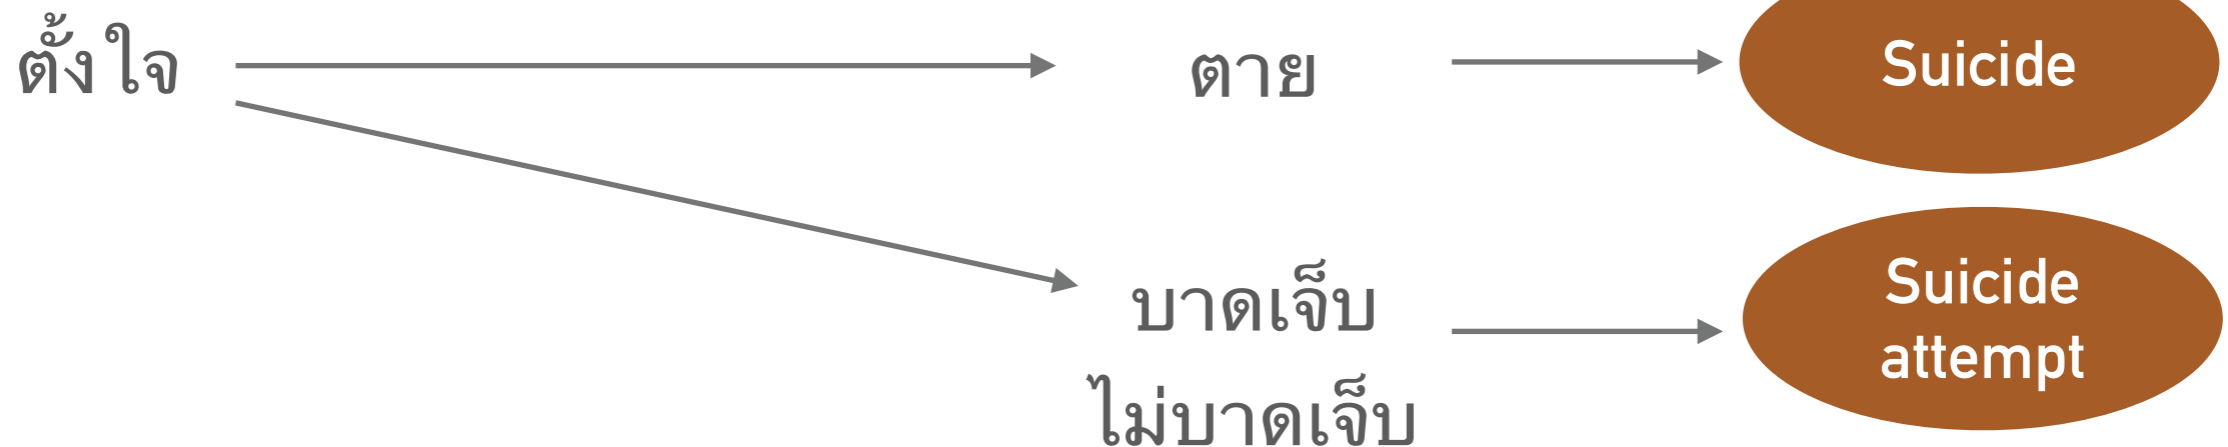 ตั้งใจ
ตาย
Suicide
บาดเจ็บ
ไม่บาดเจ็บ
Suicide
attempt